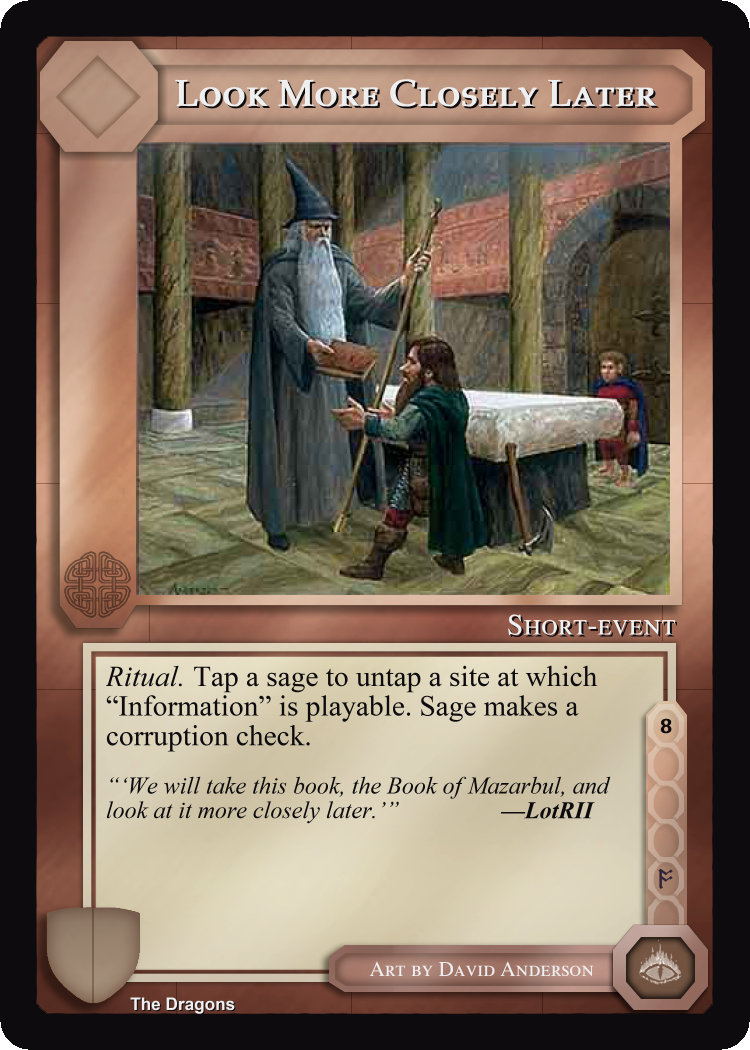 Look More Closely Later
Short-event
Ritual. Tap a sage to untap a site at which
“Information” is playable. Sage makes a
corruption check.
8
“‘We will take this book, the Book of Mazarbul, and
look at it more closely later.’” —LotRII
Art by David Anderson
The Dragons